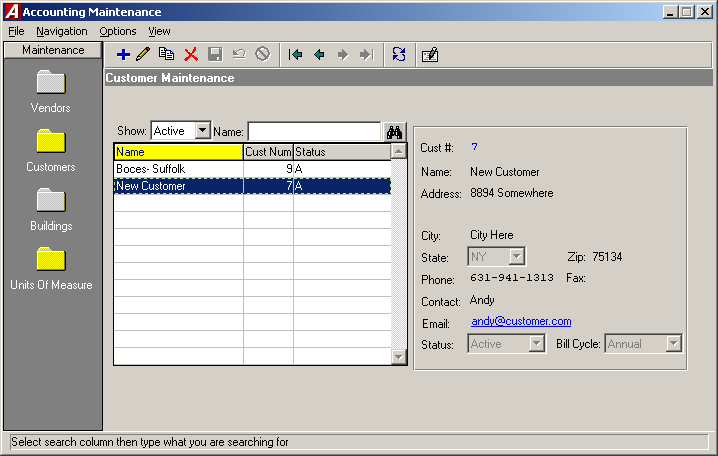 Accounting Maintenance
File Navigation Options View
Maintenance
Vendors
Customers
Buildings
Units Of Measure
Customer Maintenance
Show: Active Name:
Name Cust Num Status
Boces- Suffolk 9 A
New Customer 7 A
Cust #: 7
Name: New Customer
Address: 8894 Somewhere
City: City Here
State: NY Zip: 75134
Phone: 631-941-1313 Fax:
Contact: Andy
Email: andy@customer.com
Status: Active Bill Cycle: Annual
Select search column then type what you are searching for